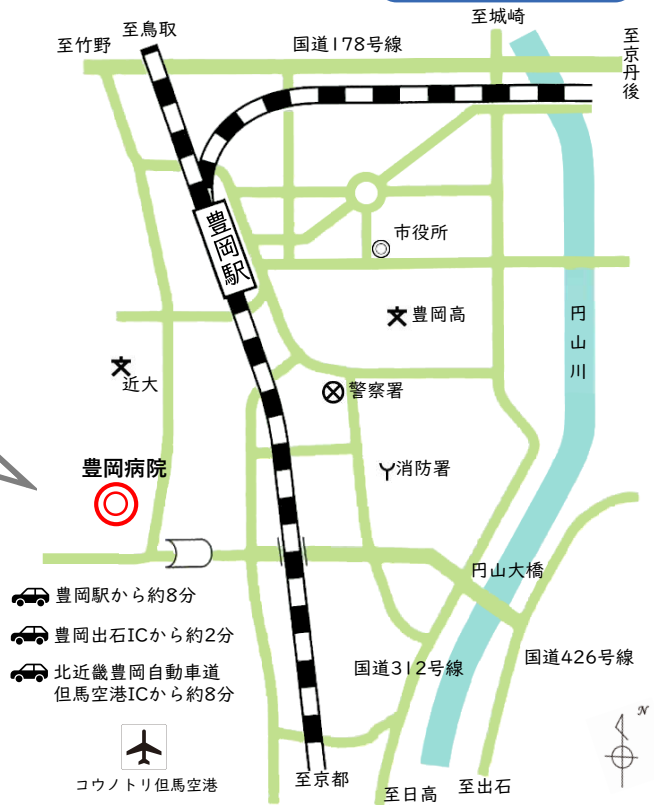 至城崎
至鳥取
至竹野
国道178号線
至京丹後
市役所
豊岡駅
豊岡高
円山川
近大
警察署
豊岡病院
消防署
円山大橋
豊岡駅から約8分
豊岡出石ICから約2分
国道312号線
国道426号線
北近畿豊岡自動車道
但馬空港ICから約8分
N
コウノトリ但馬空港
至京都
至日高
至出石